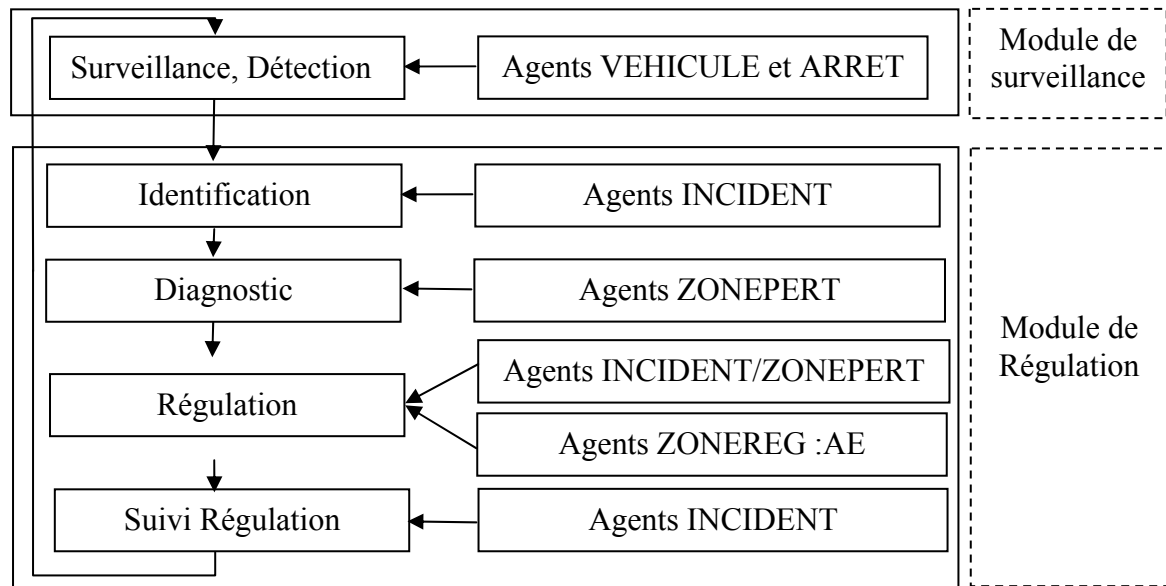 Surveillance, Détection
Agents VEHICULE et ARRET
Module de
surveillance
Identification
Agents INCIDENT
Diagnostic
Agents ZONEPERT
Régulation
Agents INCIDENT/ZONEPERT
Agents ZONEREG :AE
Suivi Régulation
Agents INCIDENT
Module de
Régulation